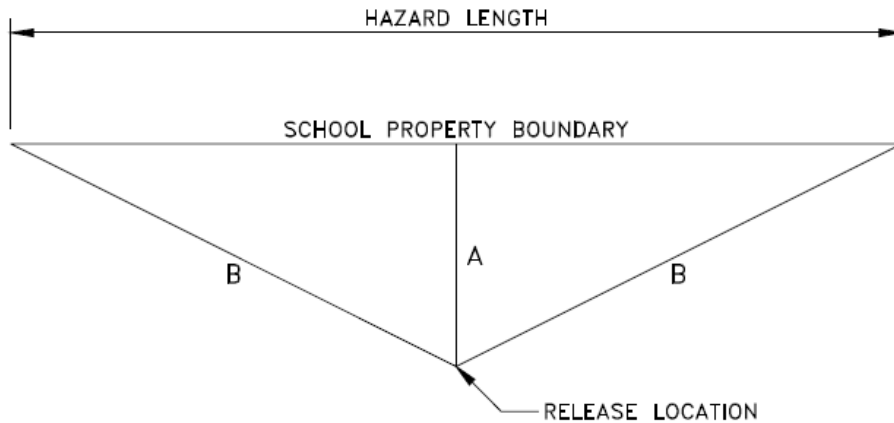 HAZARD LENGTH
SCHOOL PROPERTY BOUNDARY
A
B
B
RELEASE LOCATION